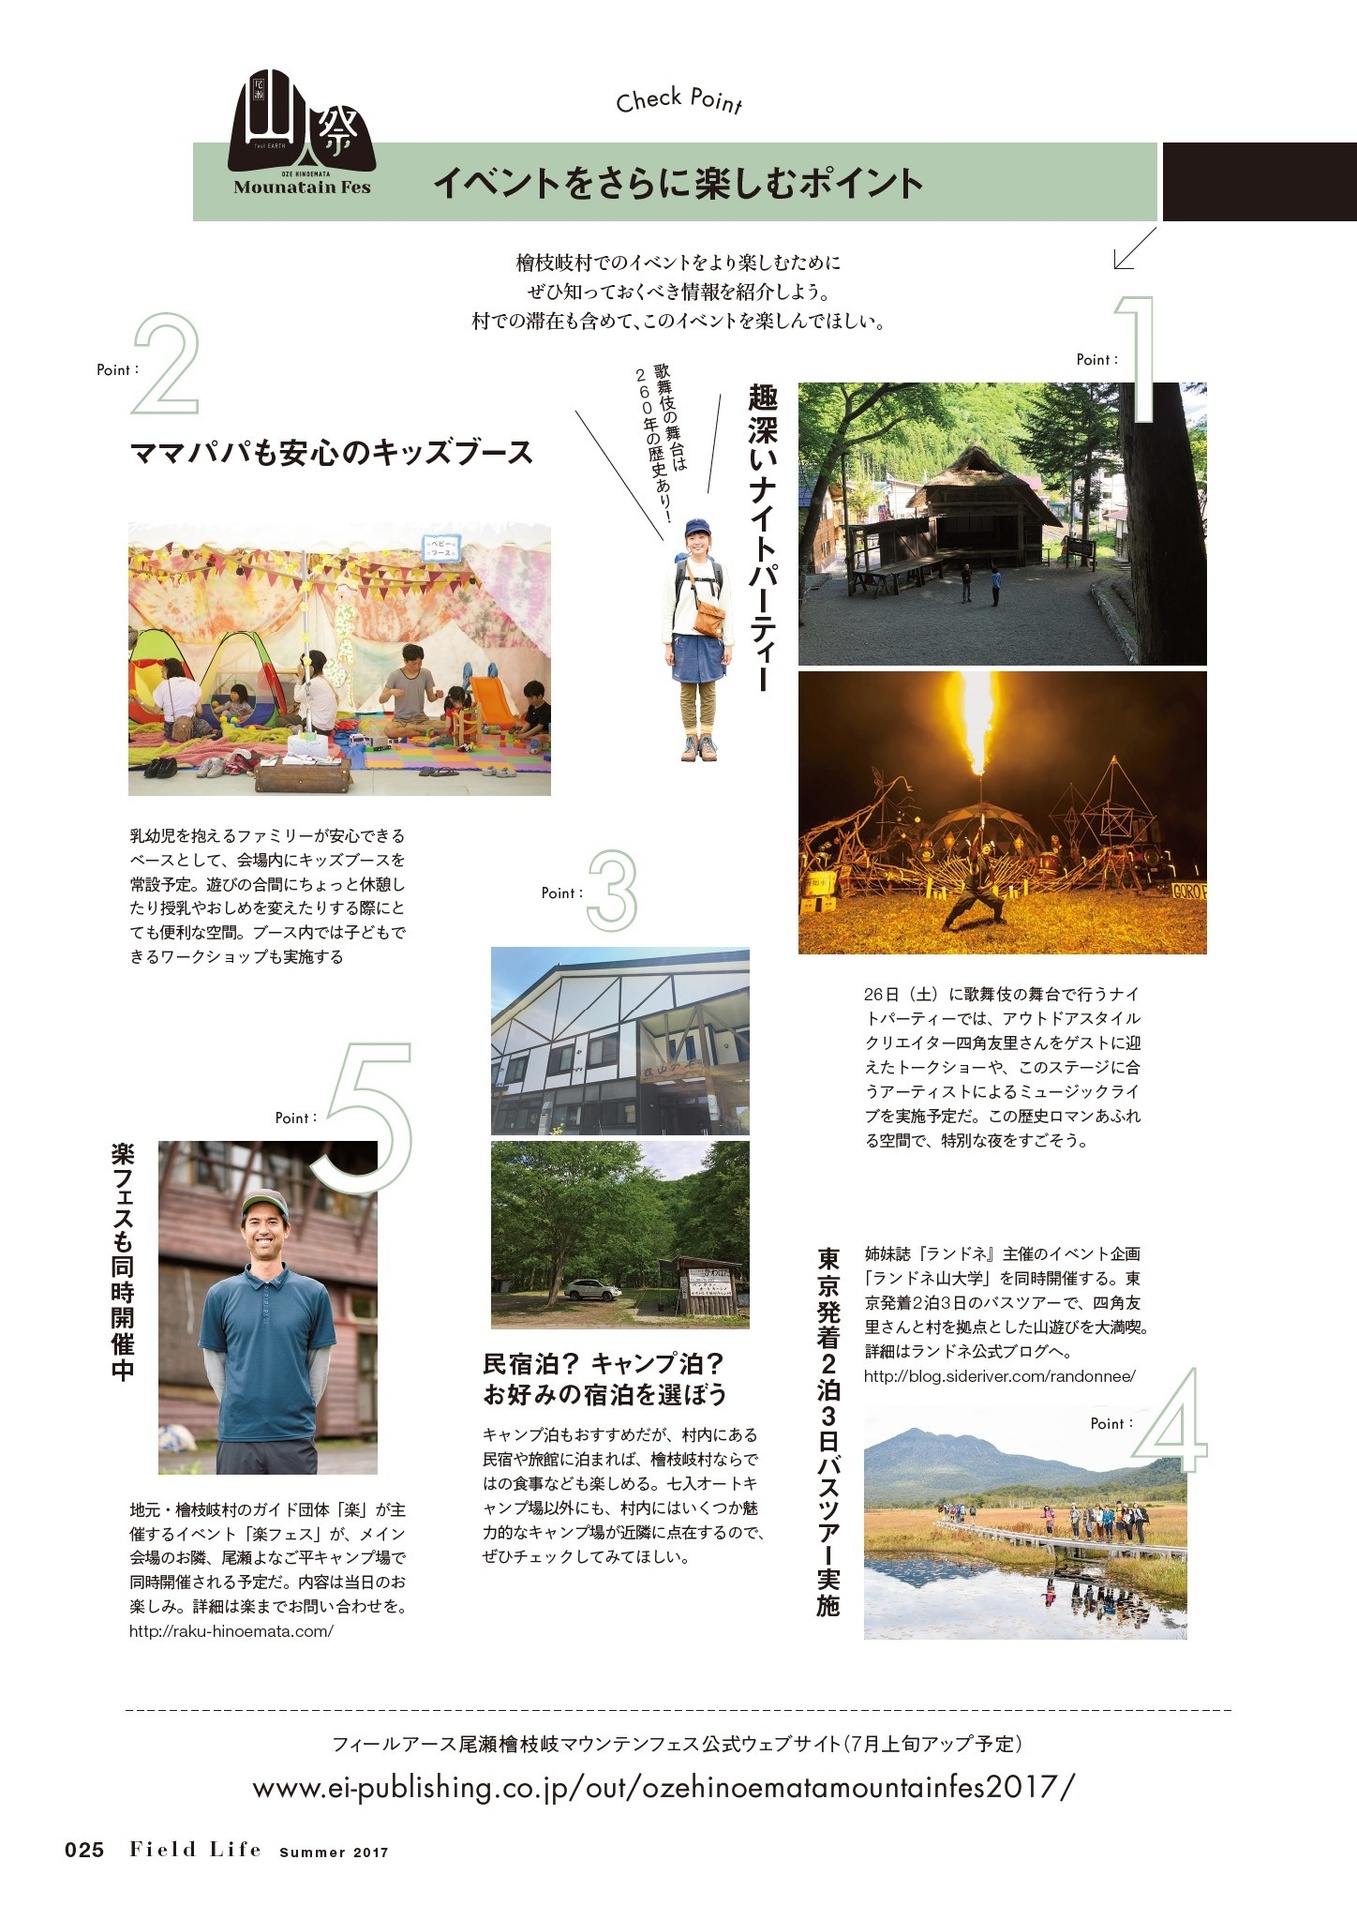 Check Point
尾瀬
山祭
feel EARTH
OZE HINOEMATA
Mounatain Fes
イベントをさらに楽しむポイント
檜枝岐村でのイベントをより楽しむために
ぜひ知っておくべき情報を紹介しよう。
村での滞在も含めて、このイベントを楽しんでほしい。
Point : 1
趣深いナイトパーティー
歌舞伎の舞台は
260年の歴史あり！
26日（土）に歌舞伎の舞台で行うナイ
トパーティーでは、アウトドアスタイル
クリエイター四角友里さんをゲストに迎
えたトークショーや、このステージに合
うアーティストによるミュージックライ
ブを実施予定だ。この歴史ロマンあふれ
る空間で、特別な夜をすごそう。
Point : 2
ママパパも安心のキッズブース
ベビー
ブース
乳幼児を抱えるファミリーが安心できる
ベースとして、会場内にキッズブースを
常設予定。遊びの合間にちょっと休憩し
たり授乳やおしめを変えたりする際にと
ても便利な空間。ブース内では子どもで
きるワークショップも実施する
Point : 3
民宿泊？ キャンプ泊？
お好みの宿泊を選ぼう
キャンプ泊もおすすめだが、村内にある
民宿や旅館に泊まれば、檜枝岐村ならで
はの食事なども楽しめる。七入オートキ
ャンプ場以外にも、村内にはいくつか魅
力的なキャンプ場が近隣に点在するので、
ぜひチェックしてみてほしい。
Point : 4
東京発着2泊3日バスツアー実施
姉妹誌『ランドネ』主催のイベント企画
「ランドネ山大学」を同時開催する。東
京発着2泊3日のバスツアーで、四角友
里さんと村を拠点とした山遊びを大満喫。
詳細はランドネ公式ブログへ。
http://blog.sideriver.com/randonnee/
Point : 5
楽フェスも同時開催中
地元・檜枝岐村のガイド団体「楽」が主
催するイベント「楽フェス」が、メイン
会場のお隣、尾瀬よなご平キャンプ場で
同時開催される予定だ。内容は当日のお
楽しみ。詳細は楽までお問い合わせを。
http://raku-hinoemata.com/
フィールアース尾瀬檜枝岐マウンテンフェス公式ウェブサイト（7月上旬アップ予定）
www.ei-publishing.co.jp/out/ozehinoematamountainfes2017/
025 Field Life Summer 2017